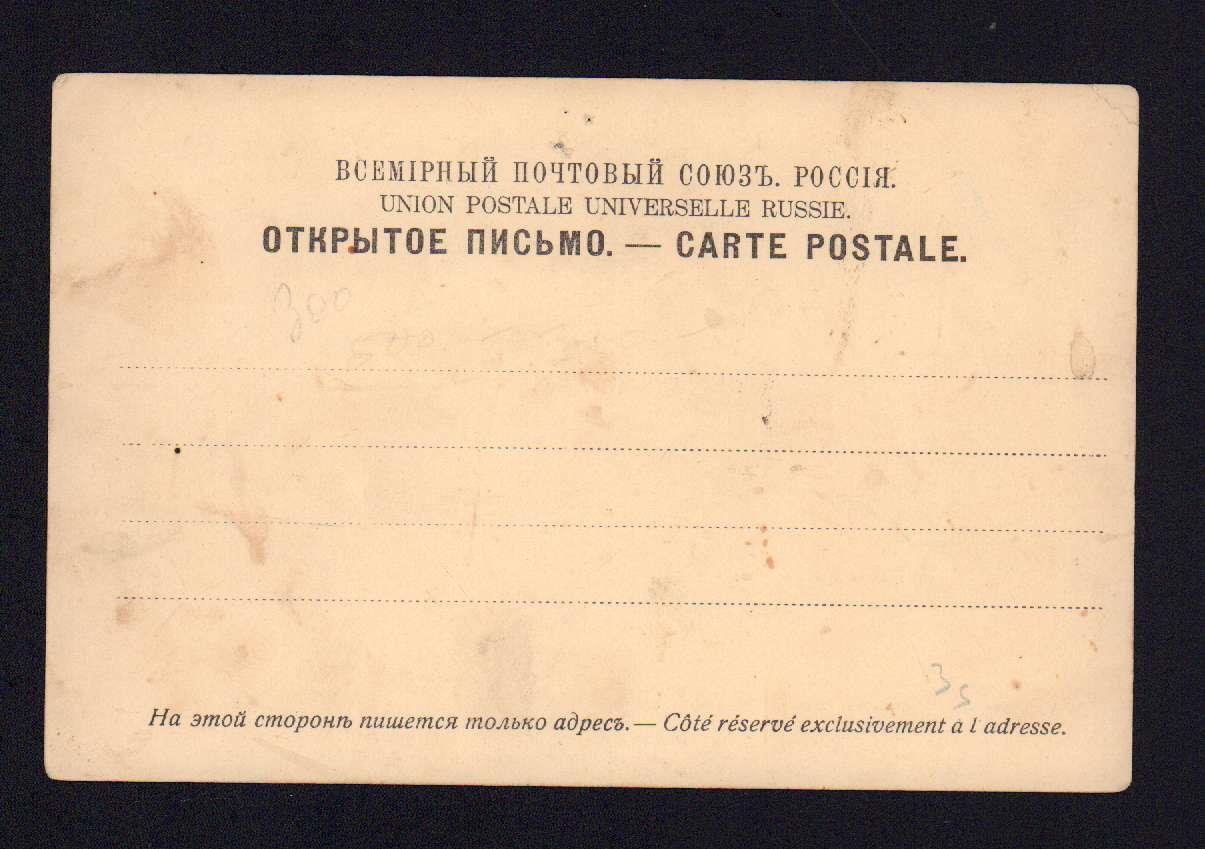 ВСЕМІРНЫЙ ПОЧТОВЫЙ СОЮЗЪ. РОССІЯ.
UNION POSTALE UNIVERSELLE RUSSIE.
ОТКРЫТОЕ ПИСЬМО. — CARTE POSTALE.
300
На этой сторонѣ пишется только адресъ. — Côté réservé exclusivement à l adresse.